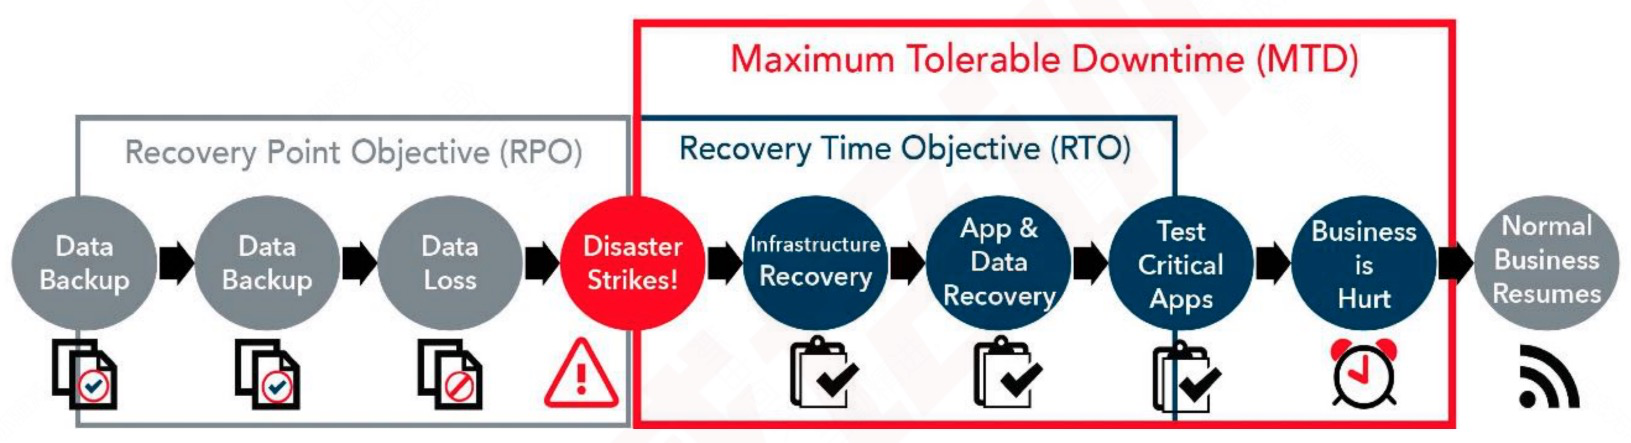 Maximum Tolerable Downtime (MTD)
Recovery Point Objective (RPO)
Recovery Time Objective (RTO)
Data
Backup
Data
Backup
Data
Loss
Disaster
Strikes!
Infrastructure
Recovery
App &
Data
Recovery
Test
Critical
Apps
Business
is
Hurt
Normal
Business
Resumes